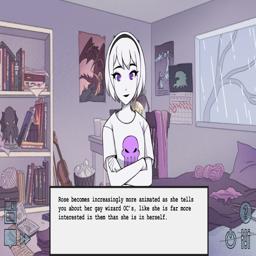 Rose becomes increasingly more animated as she tells
you about her gay wizard OC's, like she is far more
interested in them than she is in herself.